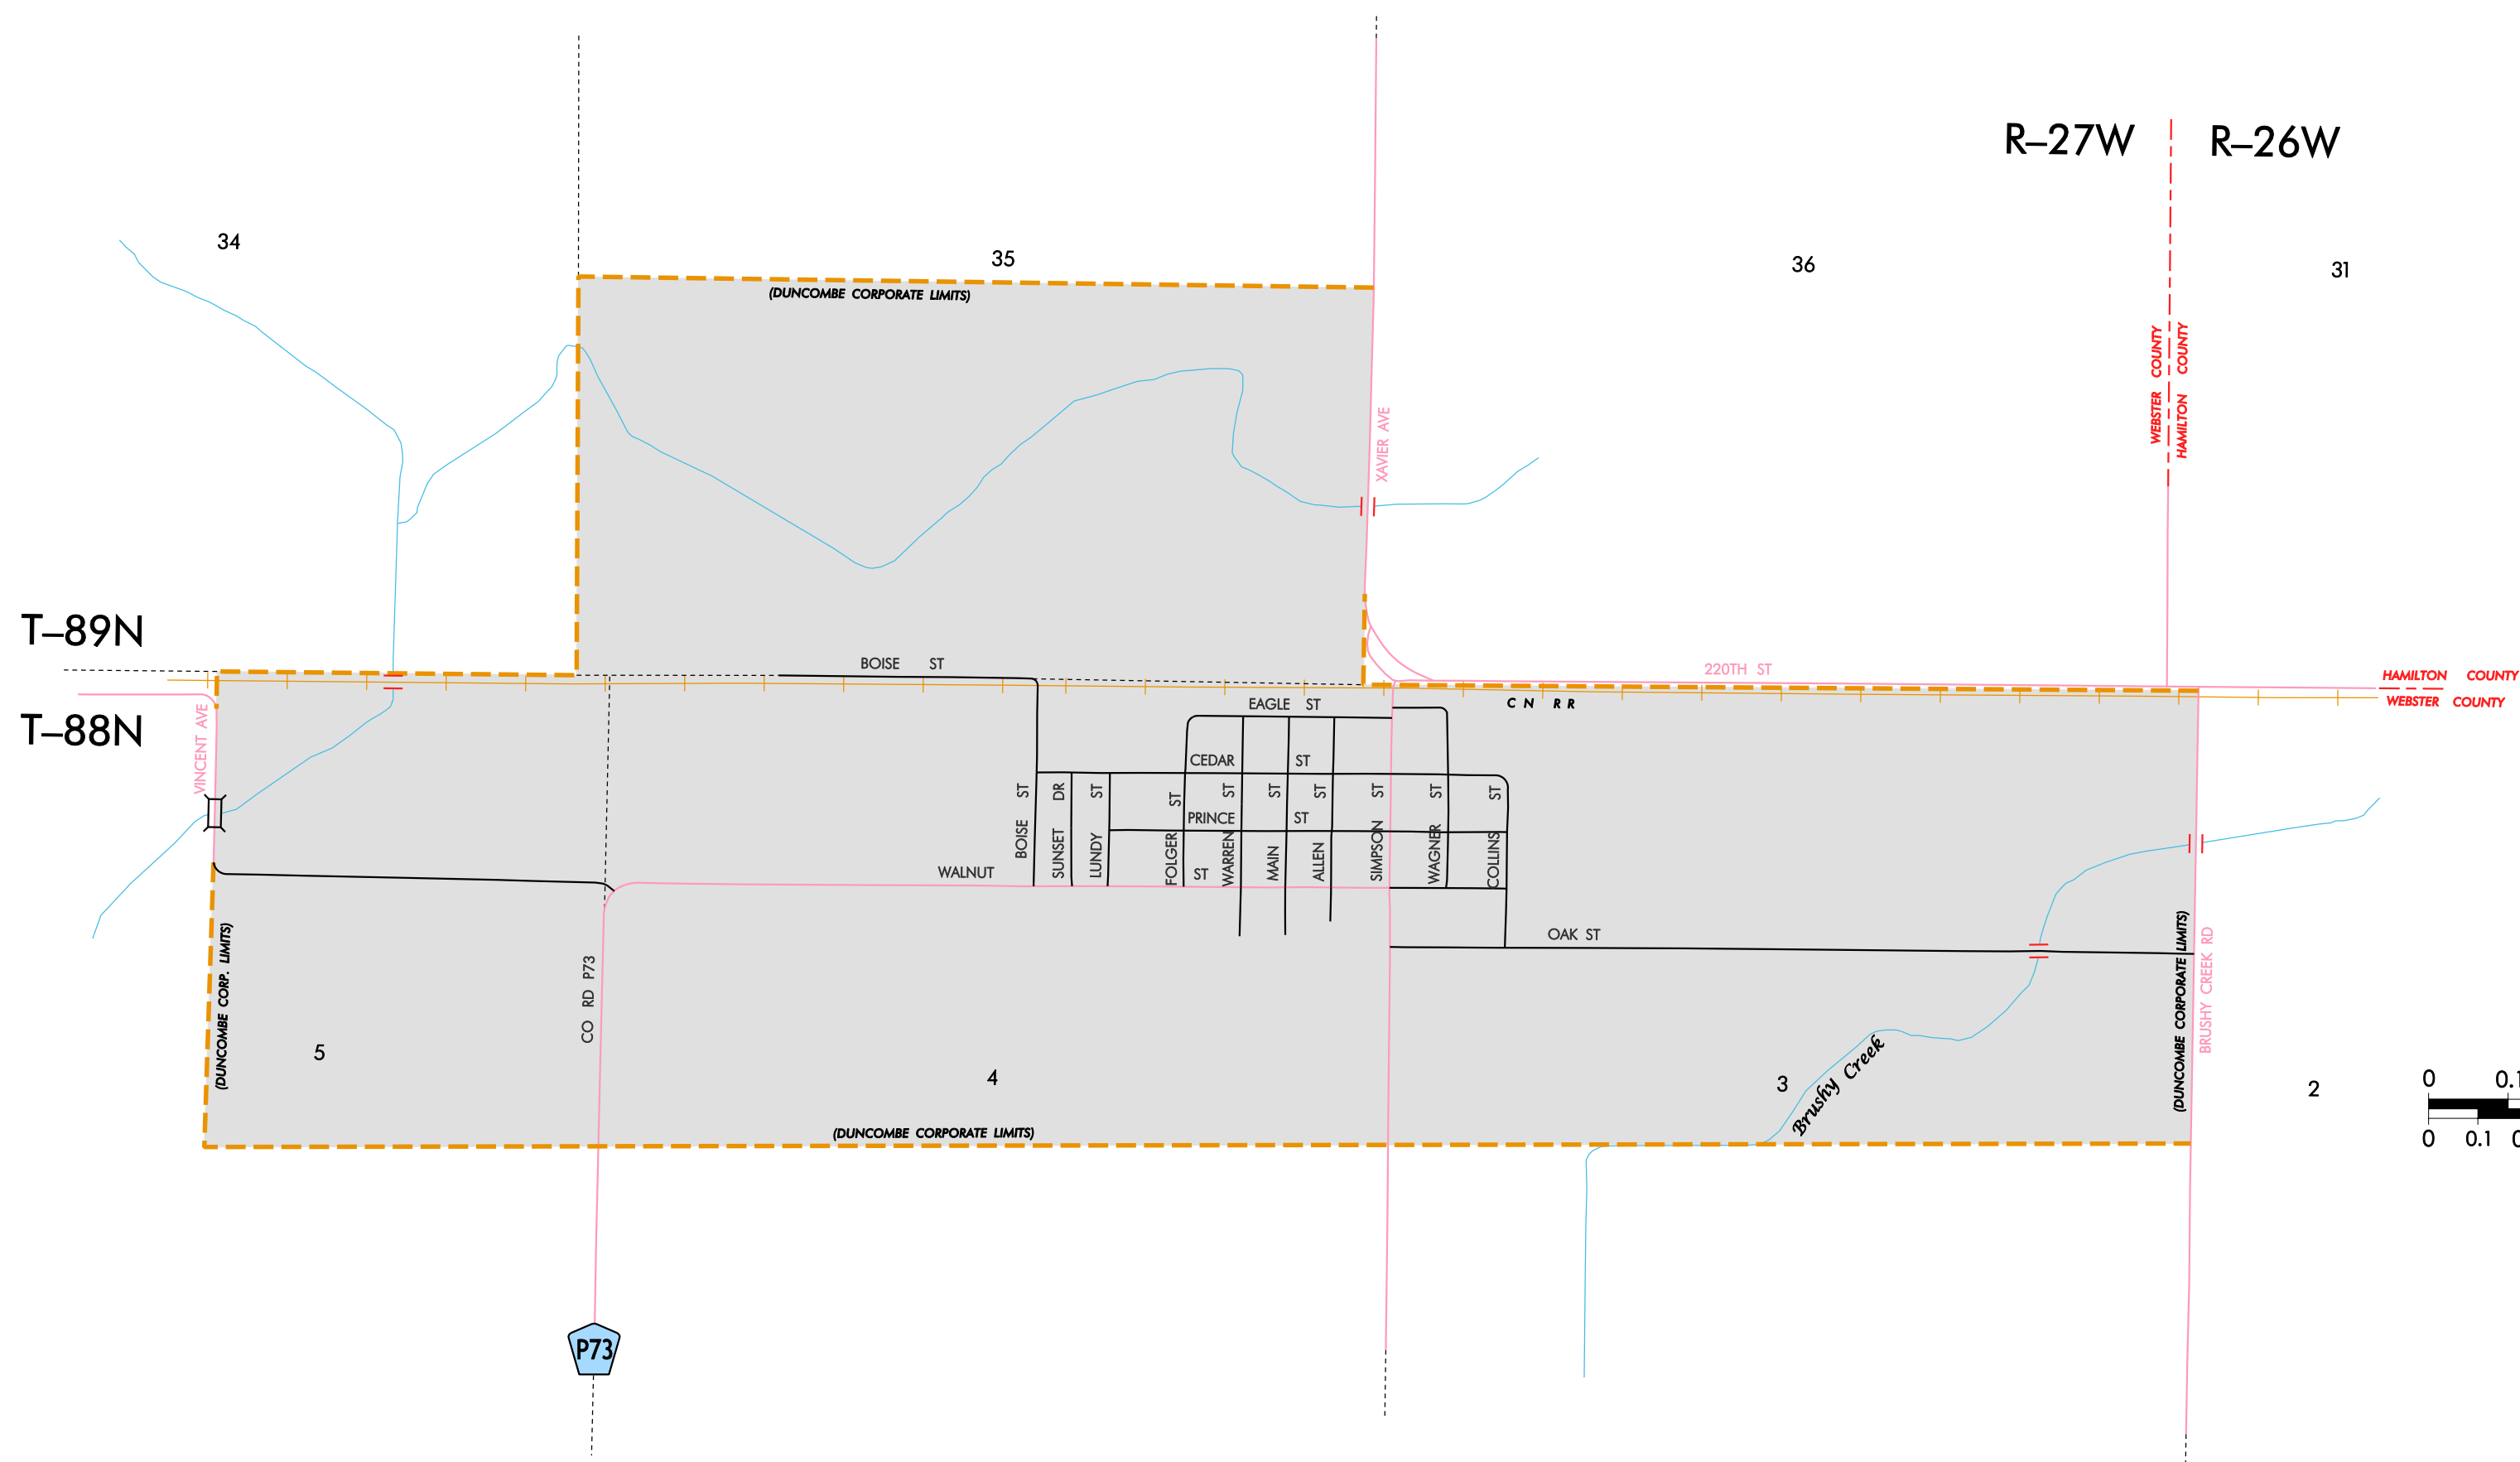 R–27W
R–26W
34
35
36
31
(DUNCOMBE CORPORATE LIMITS)
WEBSTER COUNTY
HAMILTON COUNTY
XAVIER AVE
T–89N
BOISE ST
220TH ST
HAMILTON COUNTY
WEBSTER COUNTY
T–88N
VINCENT AVE
EAGLE ST
C N R R
CEDAR ST
BOISE ST
SUNSET DR
LUNDY ST
FOLGER ST
WARREN ST
MAIN ST
ALLEN ST
SIMPSON ST
WAGNER ST
COLLINS ST
PRINCE ST
WALNUT ST
OAK ST
(DUNCOMBE CORP. LIMITS)
CO RD P73
(DUNCOMBE CORPORATE LIMITS)
BRUSHY CREEK RD
5
4
3
2
Brushy Creek
0 0.1
0 0.1 0
(DUNCOMBE CORPORATE LIMITS)
P73